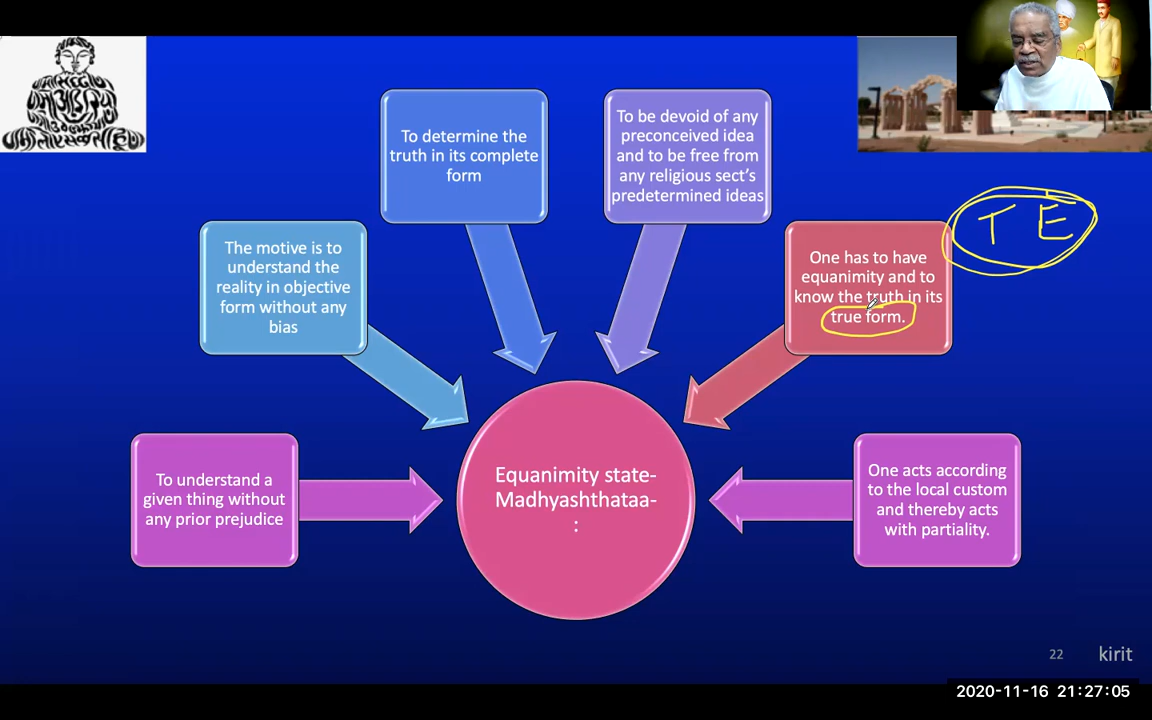 To determine the
truth in its complete
form
To be devoid of any
preconceived idea
and to be free from
any religious sect's
predetermined ideas
T E
The motive is to
understand the
reality in objective
form without any
bias
One has to have
equanimity and to
know the truth in its
true form.
To understand a
given thing without
any prior prejudice
Equanimity state-
Madhyashthataa-
:
One acts according
to the local custom
and thereby acts
with partiality.
22
kirit
2020-11-16 21:27:05